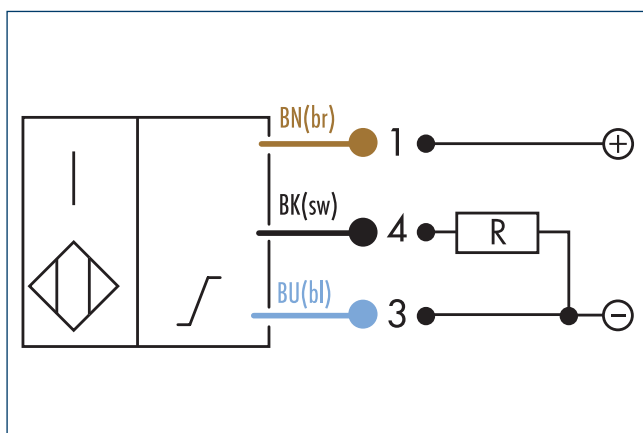 BN(br) 1 +
BK(sw) 4 R
BU(bl) 3 −